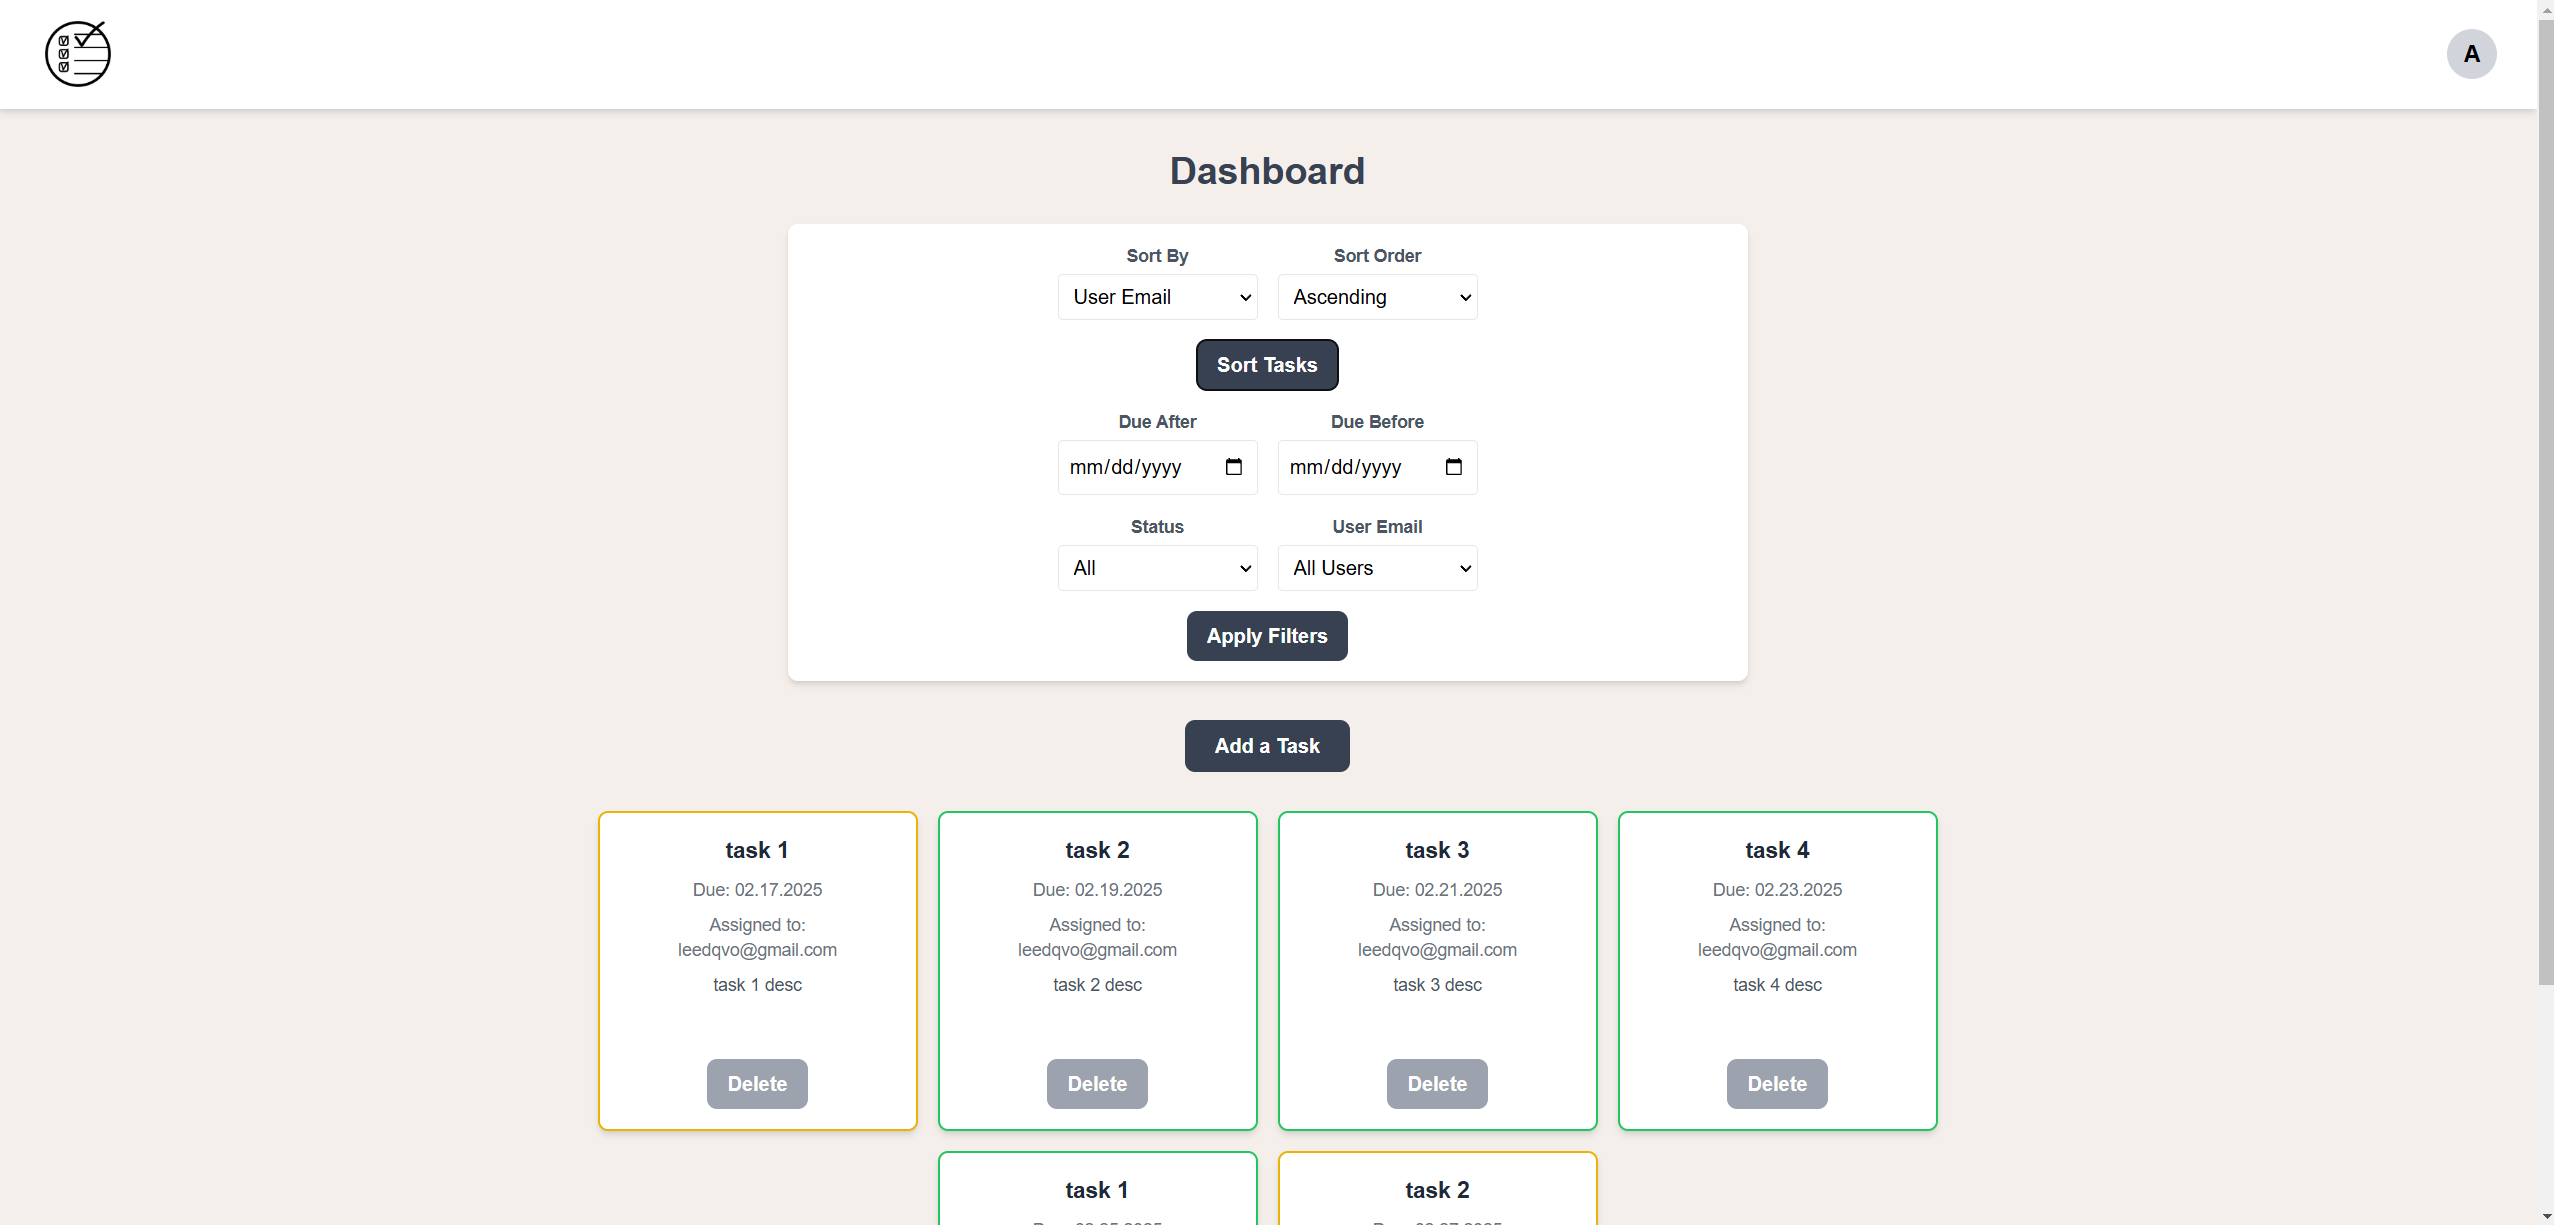 A
Dashboard
Sort By Sort Order
User Email Ascending
Sort Tasks
Due After Due Before
mm/dd/yyyy mm/dd/yyyy
Status User Email
All All Users
Apply Filters
Add a Task
task 1 task 2 task 3 task 4
Due: 02.17.2025 Due: 02.19.2025 Due: 02.21.2025 Due: 02.23.2025
Assigned to: Assigned to: Assigned to: Assigned to:
leedqvo@gmail.com leedqvo@gmail.com leedqvo@gmail.com leedqvo@gmail.com
task 1 desc task 2 desc task 3 desc task 4 desc
Delete Delete Delete Delete
task 1 task 2